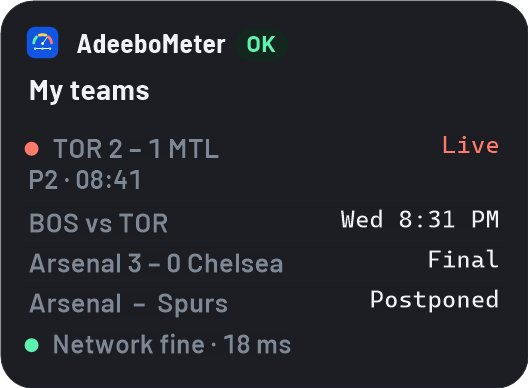 AdeeboMeter OK
My teams
TOR 2 – 1 MTL Live
P2 · 08:41
BOS vs TOR Wed 8:31 PM
Arsenal 3 – 0 Chelsea Final
Arsenal – Spurs Postponed
Network fine · 18 ms